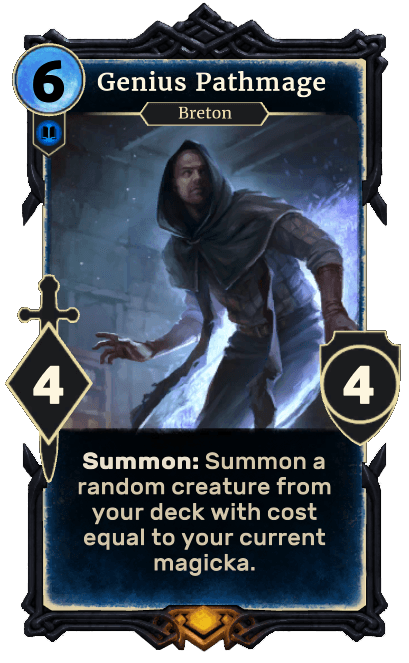 6
Genius Pathmage
Breton
4
4
Summon: Summon a
random creature from
your deck with cost
equal to your current
magicka.